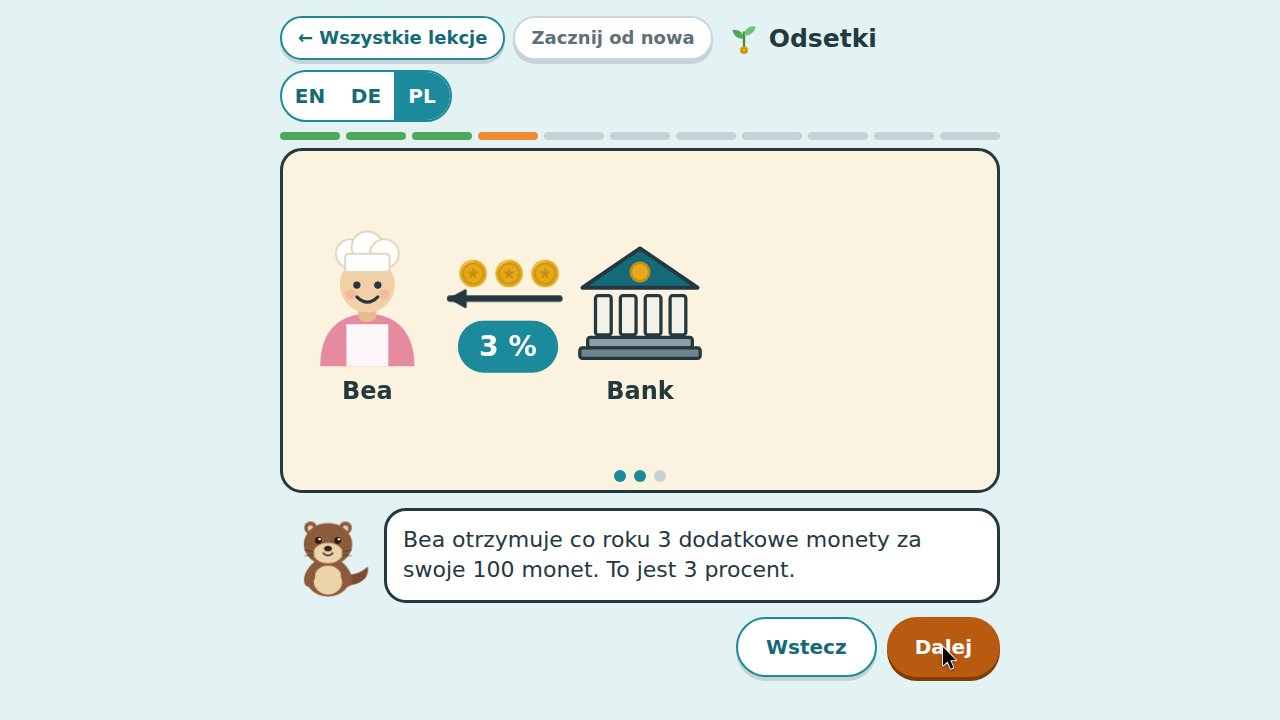 ← Wszystkie lekcje
Zacznij od nowa
Odsetki
EN DE PL
3 %
Bea
Bank
Bea otrzymuje co roku 3 dodatkowe monety za
swoje 100 monet. To jest 3 procent.
Wstecz
Dalej